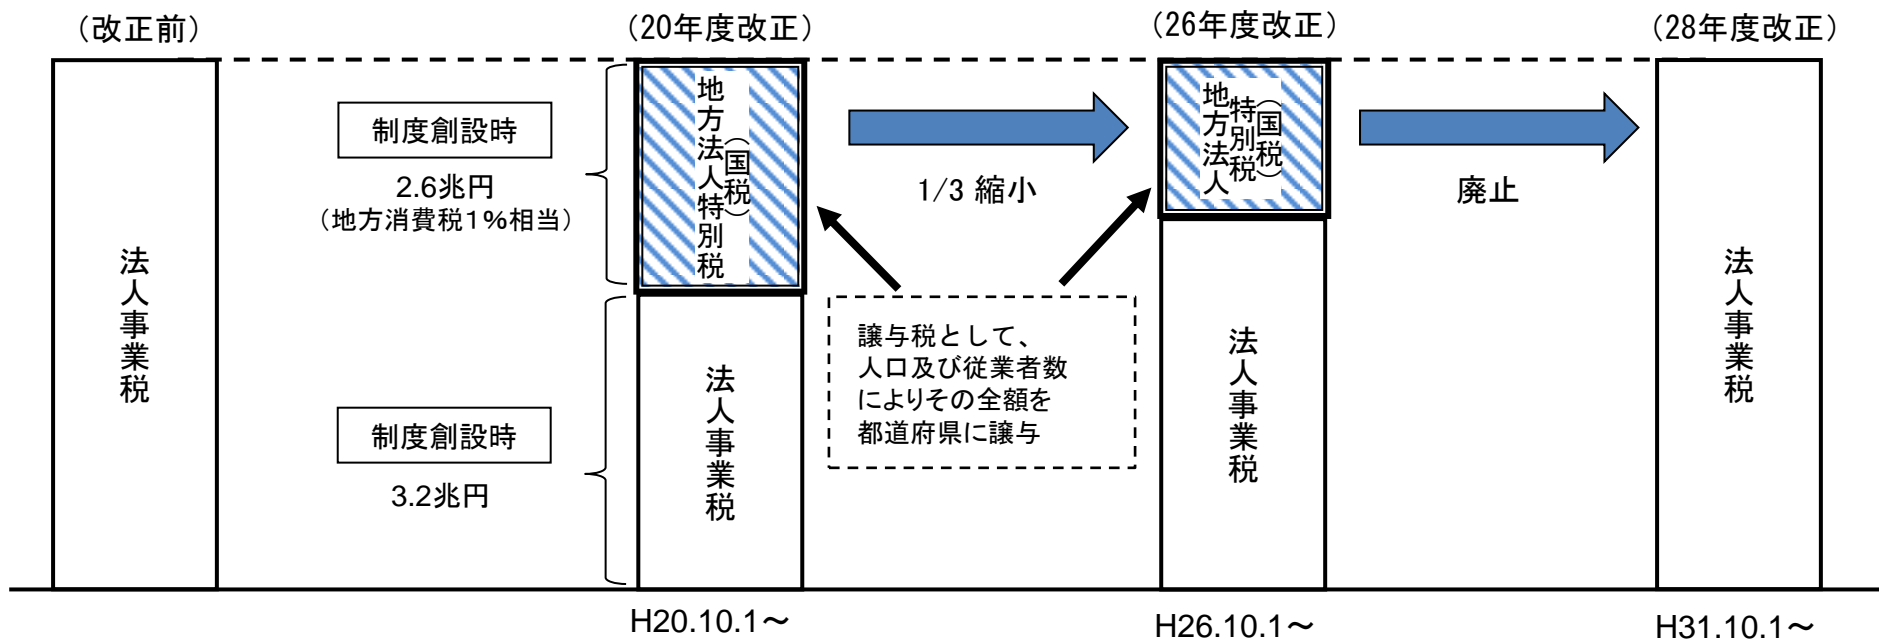 （改正前）
（20年度改正）
（26年度改正）
（28年度改正）
法人事業税
制度創設時
2.6兆円
（地方消費税1％相当）
制度創設時
3.2兆円
地方法人特別税
（国税）
法人事業税
1/3 縮小
譲与税として、
人口及び従業者数
によりその全額を
都道府県に譲与
地方法人
特別税
（国税）
法人事業税
廃止
法人事業税
H20.10.1～
H26.10.1～
H31.10.1～